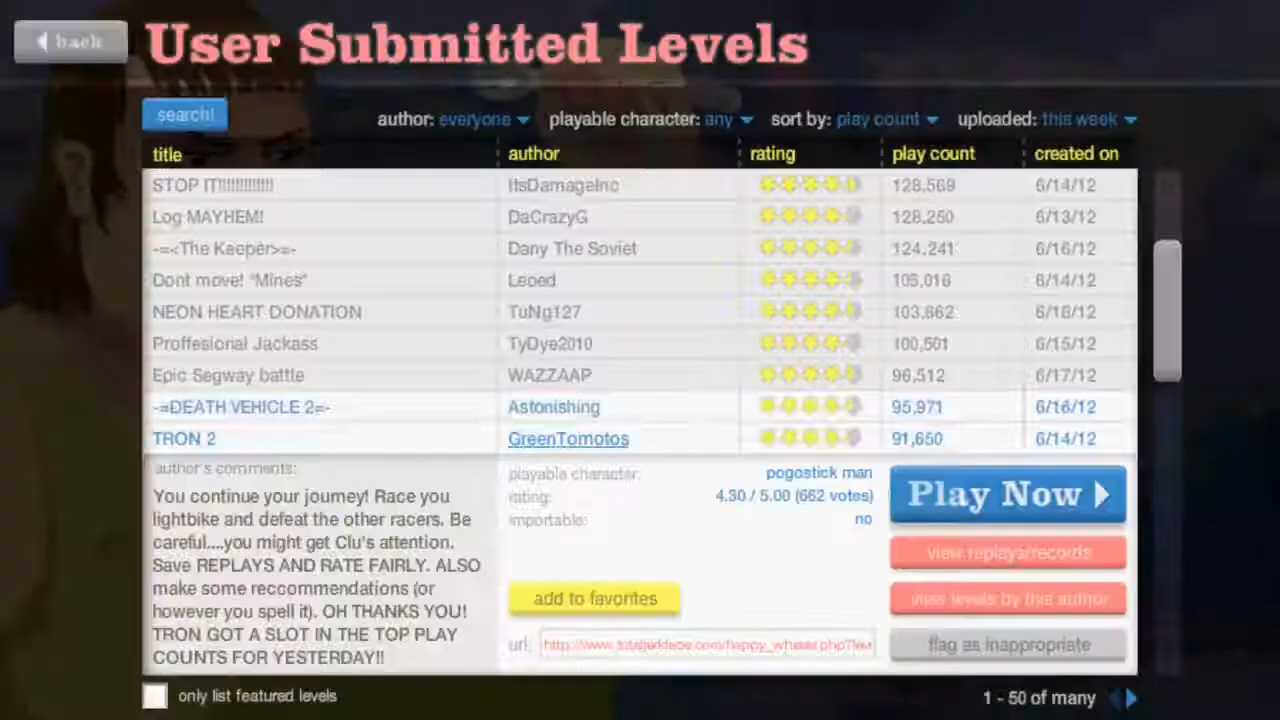 back
User Submitted Levels
search!
author: everyone playable character: any sort by: play count uploaded: this week
title author rating play count created on
STOP IT!!!!!!!!!!!!! ItsDamageInc 128,569 6/14/12
Log MAYHEM! DaCrazyG 128,250 6/13/12
-=<The Keeper>=- Dany The Soviet 124,241 6/16/12
Dont move! "Mines" Leoed 105,016 6/14/12
NEON HEART DONATION TuNg127 103,662 6/16/12
Proffesional Jackass TyDye2010 100,501 6/15/12
Epic Segway battle WAZZAAP 96,512 6/17/12
-=DEATH VEHICLE 2=- Astonishing 95,971 6/16/12
TRON 2 GreenTomotos 91,650 6/14/12
author's comments:
You continue your journey! Race you
lightbike and defeat the other racers. Be
careful....you might get Clu's attention.
Save REPLAYS AND RATE FAIRLY. ALSO
make some reccommendations (or
however you spell it). OH THANKS YOU!
TRON GOT A SLOT IN THE TOP PLAY
COUNTS FOR YESTERDAY!!
playable character: pogostick man
rating: 4.30 / 5.00 (662 votes)
importable: no
add to favorites
url: http://www.totaljerkface.com/happy_wheels.php?lev
Play Now
view replays/records
view levels by this author
flag as inappropriate
only list featured levels
1 - 50 of many